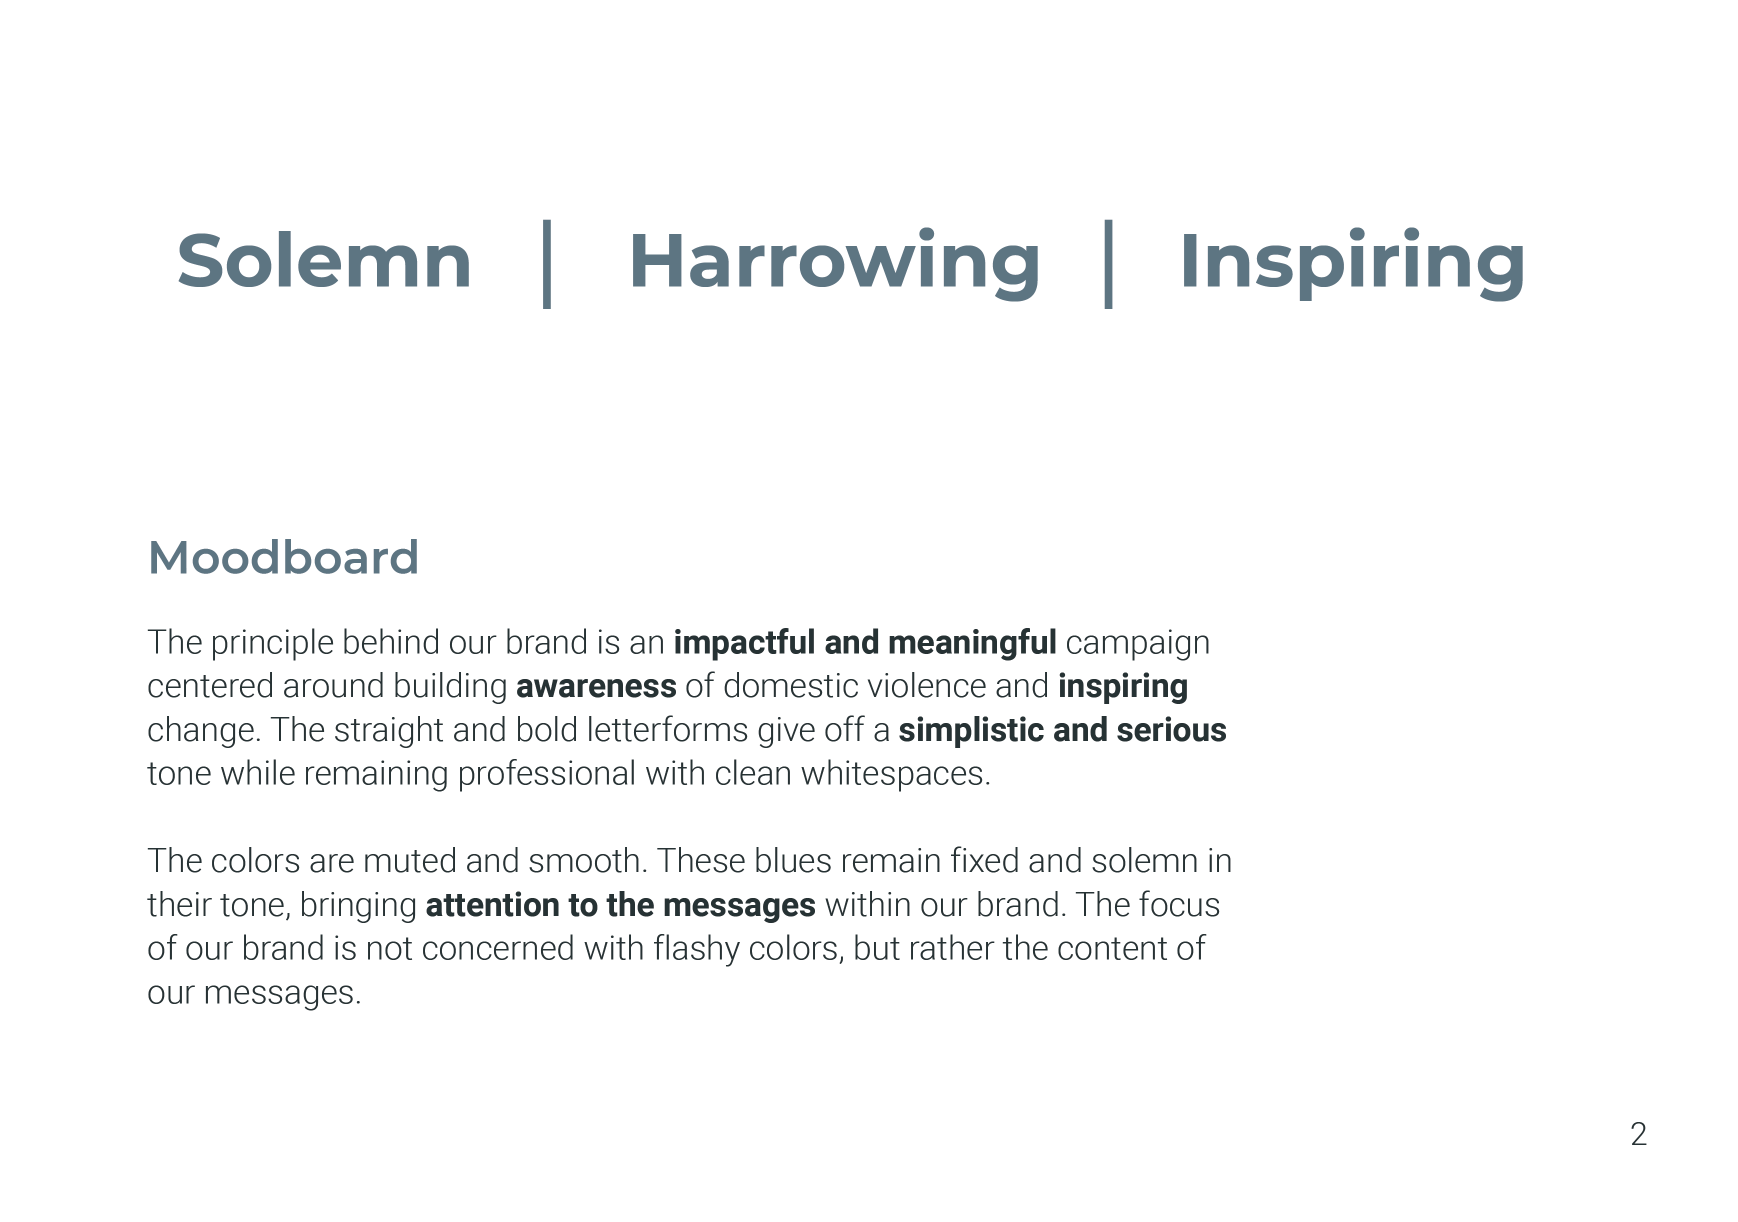 Solemn | Harrowing | Inspiring
Moodboard
The principle behind our brand is an impactful and meaningful campaign
centered around building awareness of domestic violence and inspiring
change. The straight and bold letterforms give off a simplistic and serious
tone while remaining professional with clean whitespaces.
The colors are muted and smooth. These blues remain fixed and solemn in
their tone, bringing attention to the messages within our brand. The focus
of our brand is not concerned with flashy colors, but rather the content of
our messages.
2